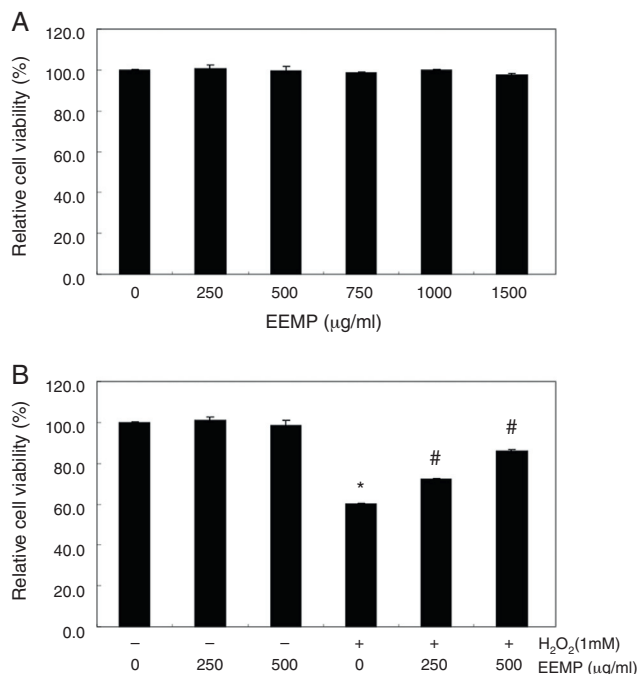 A
Relative cell viability (%)
120.0
100.0
80.0
60.0
40.0
20.0
0.0
0 250 500 750 1000 1500
EEMP (μg/ml)
B
Relative cell viability (%)
120.0
100.0
80.0
60.0
40.0
20.0
0.0
* # #
– – – + + + H₂O₂(1mM)
0 250 500 0 250 500 EEMP (μg/ml)